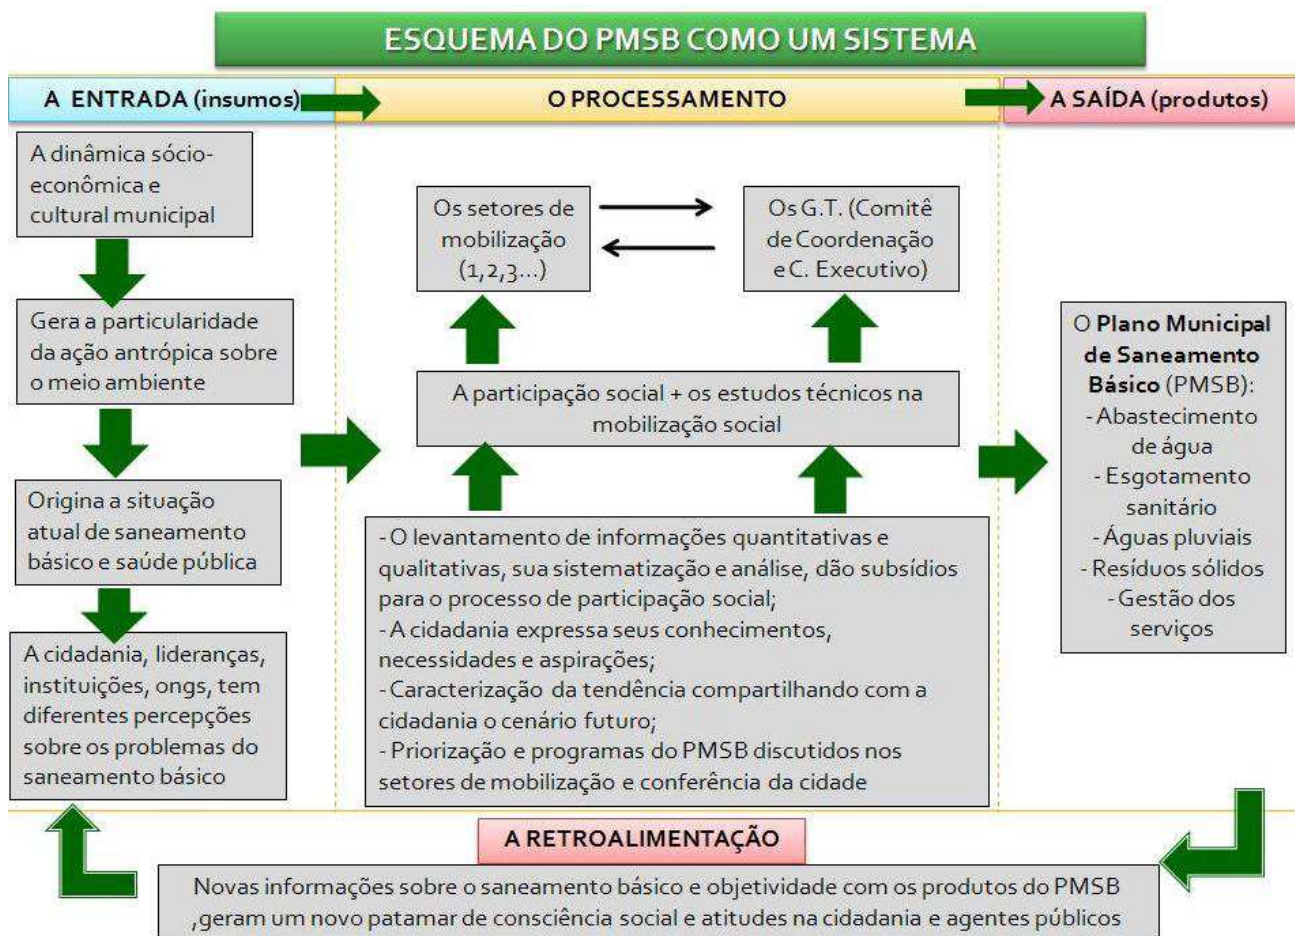 ESQUEMA DO PMSB COMO UM SISTEMA
A ENTRADA (insumos)
O PROCESSAMENTO
A SAÍDA (produtos)
A dinâmica sócio-
econômica e
cultural municipal
Gera a particularidade
da ação antrópica sobre
o meio ambiente
Origina a situação
atual de saneamento
básico e saúde pública
A cidadania, lideranças,
instituições, ongs, tem
diferentes percepções
sobre os problemas do
saneamento básico
Os setores de
mobilização
(1,2,3...)
Os G.T. (Comitê
de Coordenação
e C. Executivo)
A participação social + os estudos técnicos na
mobilização social
- O levantamento de informações quantitativas e
qualitativas, sua sistematização e análise, dão subsídios
para o processo de participação social;
- A cidadania expressa seus conhecimentos,
necessidades e aspirações;
- Caracterização da tendência compartilhando com a
cidadania o cenário futuro;
- Priorização e programas do PMSB discutidos nos
setores de mobilização e conferência da cidade
O Plano Municipal
de Saneamento
Básico (PMSB):
- Abastecimento
de água
- Esgotamento
sanitário
- Águas pluviais
- Resíduos sólidos
- Gestão dos
serviços
A RETROALIMENTAÇÃO
Novas informações sobre o saneamento básico e objetividade com os produtos do PMSB
,geram um novo patamar de consciência social e atitudes na cidadania e agentes públicos